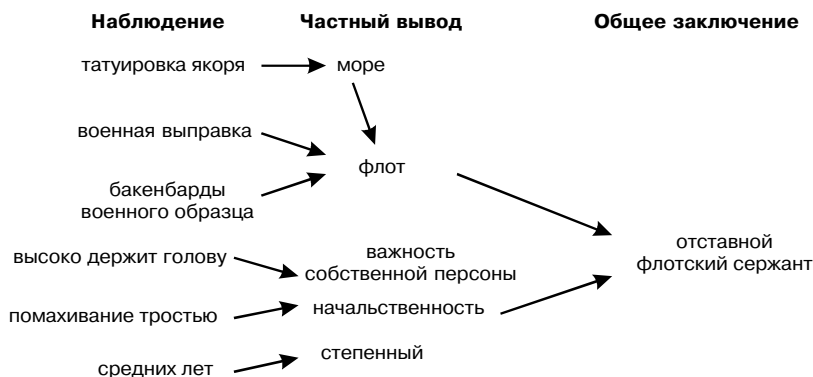 Наблюдение Частный вывод Общее заключение
татуировка якоря море
военная выправка
флот
бакенбарды
военного образца
высоко держит голову
важность
собственной персоны
отставной
флотский сержант
помахивание тростью начальственность
средних лет степенный